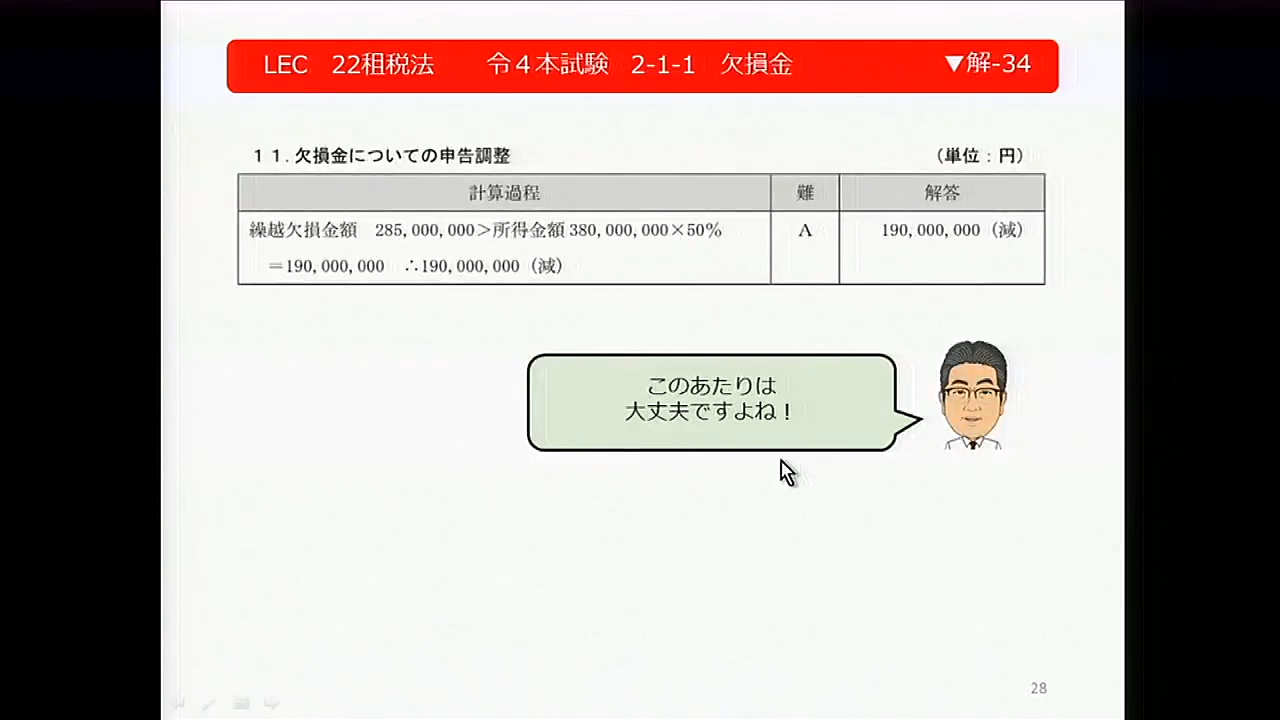 LEC 22租税法 令４本試験 2-1-1 欠損金 ▼解-34
１１．欠損金についての申告調整 （単位：円）
計算過程 難 解答
繰越欠損金額 285,000,000＞所得金額 380,000,000×50％ A 190,000,000（減）
＝190,000,000 ∴190,000,000（減）
このあたりは
大丈夫ですよね！
28